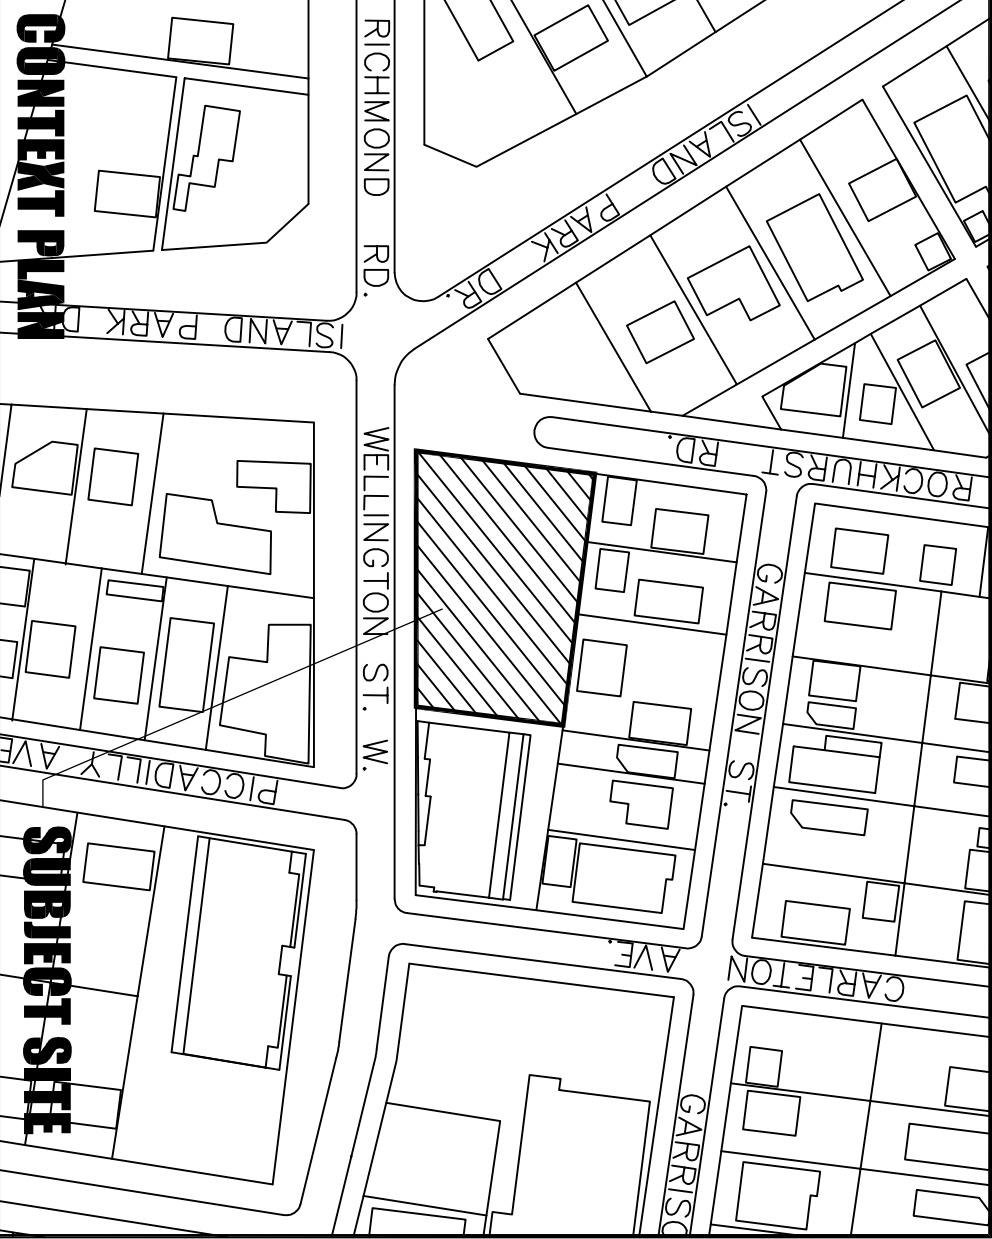 CONTEXT PLAN
RICHMOND RD.
ISLAND PARK DR.
ISLAND PARK D
WELLINGTON ST. W.
ROCKHURST RD.
GARRISON ST.
PICCADILLY AVE
CARLETON AVE.
GARRISO
SUBJECT SITE